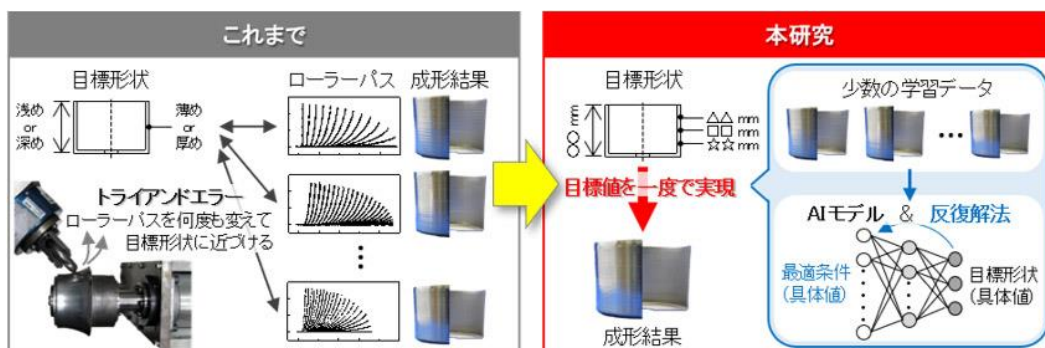 これまで
目標形状
ローラーパス
成形結果
浅め
or
深め
薄め
or
厚め
トライアンドエラー
ローラーパスを何度も変えて
目標形状に近づける
本研究
目標形状
〇〇mm
△△mm
□□mm
☆☆mm
目標値を一度で実現
成形結果
少数の学習データ
AIモデル & 反復解法
最適条件
(具体値)
目標形状
(具体値)